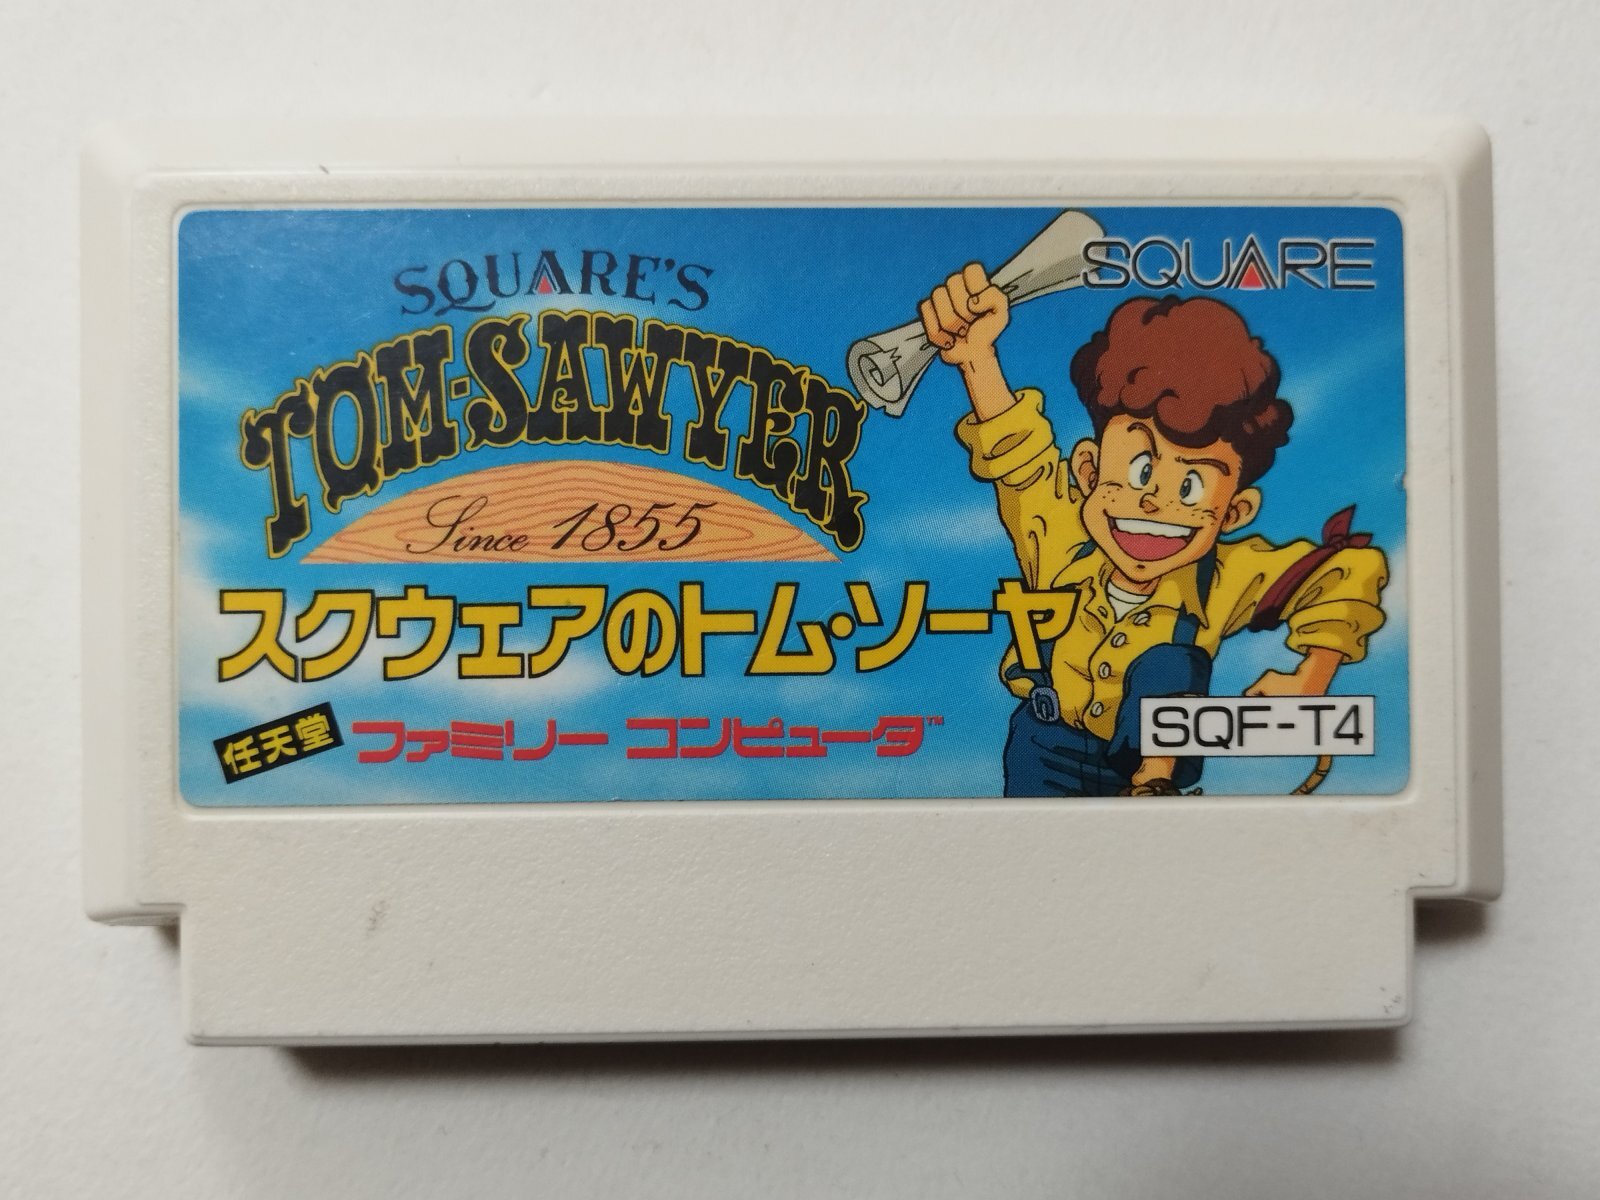 SQUARE'S
SQUARE
TOM·SAWYER
Since 1855
スクウェアのトム・ソーヤ
任天堂 ファミリー コンピュータ™
SQF-T4